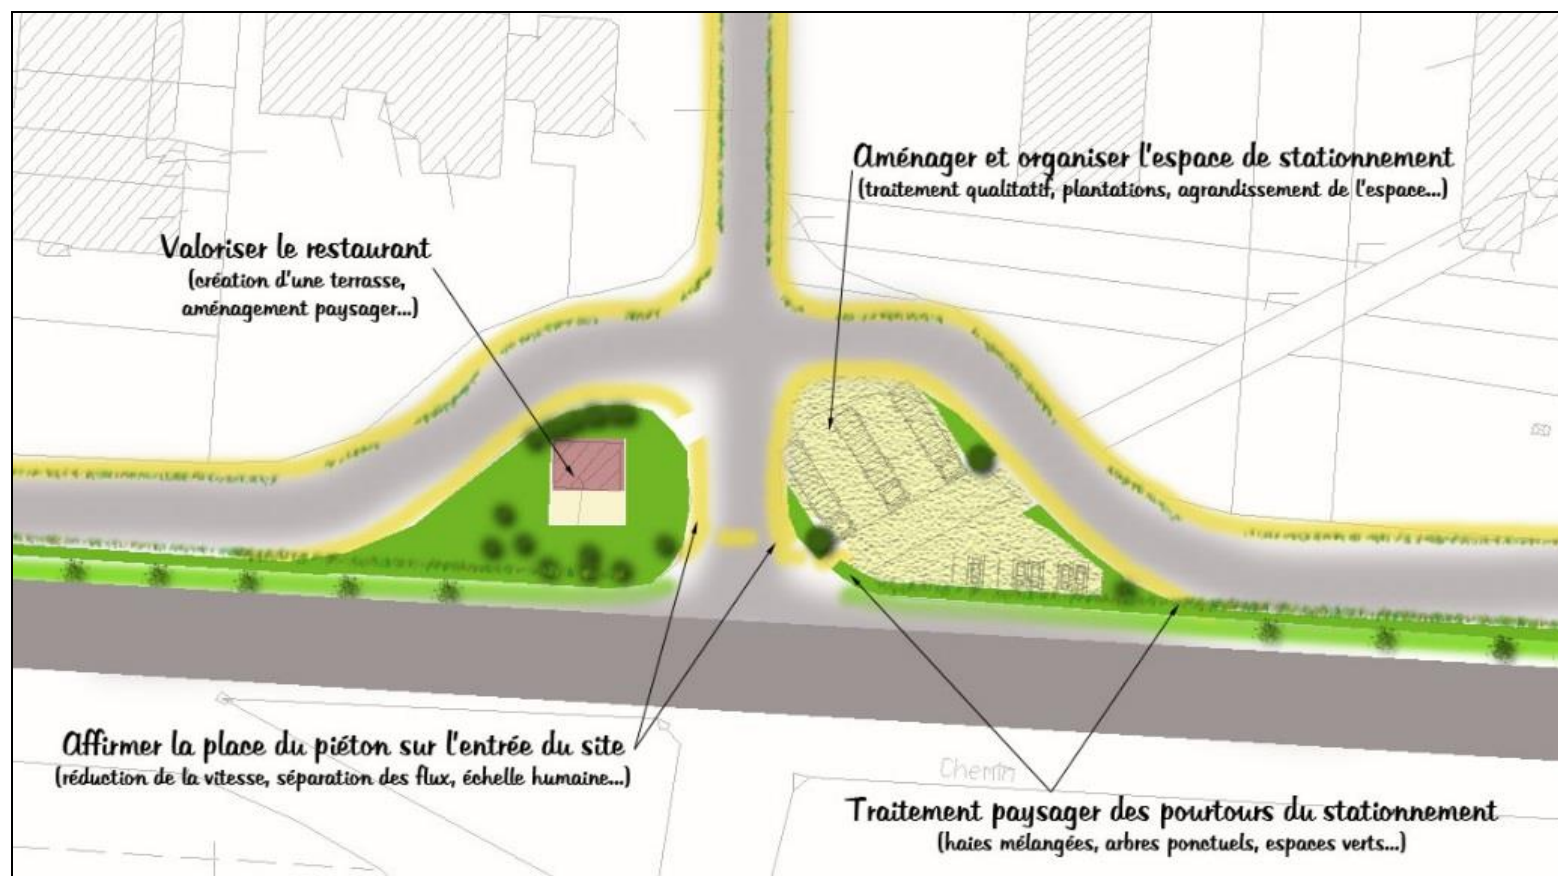 Aménager et organiser l'espace de stationnement
(traitement qualitatif, plantations, agrandissement de l'espace...)
Valoriser le restaurant
(création d'une terrasse,
aménagement paysager...)
Affirmer la place du piéton sur l'entrée du site
(réduction de la vitesse, séparation des flux, échelle humaine...)
Chemin
Traitement paysager des pourtours du stationnement
(haies mélangées, arbres ponctuels, espaces verts...)